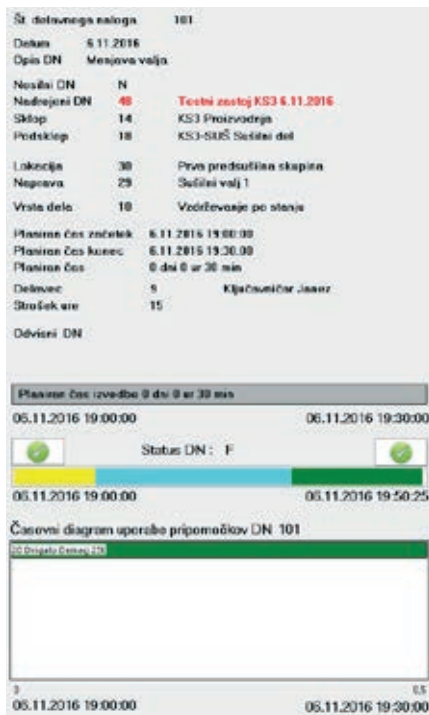 Št. delovnega naloga 101
Datum 6.11.2016
Opis DN Menjava valja
Nosilni DN N
Nadrejeni DN 48 Testni zastoj KS3 6.11.2016
Sklop 14 KS3 Proizvodnja
Podsklop 18 KS3-SUŠ Sušilni del
Lokacija 30 Prva predsušilna skupina
Naprava 29 Sušilni valj 1
Vrsta dela 10 Vzdrževanje po stanju
Planiran čas začetek 6.11.2016 19:00:00
Planiran čas konec 6.11.2016 19:30:00
Planiran čas 0 dni 0 ur 30 min
Delavec 9 Ključavničar Janez
Strošek ure 15
Odvisni DN
Planiran čas izvedbe 0 dni 0 ur 30 min
06.11.2016 19:00:00 06.11.2016 19:30:00
Status DN : F
06.11.2016 19:00:00 06.11.2016 19:50:25
Časovni diagram uporabe pripomočkov DN 101
Dvigalo Demag
0,5
06.11.2016 19:00:00 06.11.2016 19:30:00